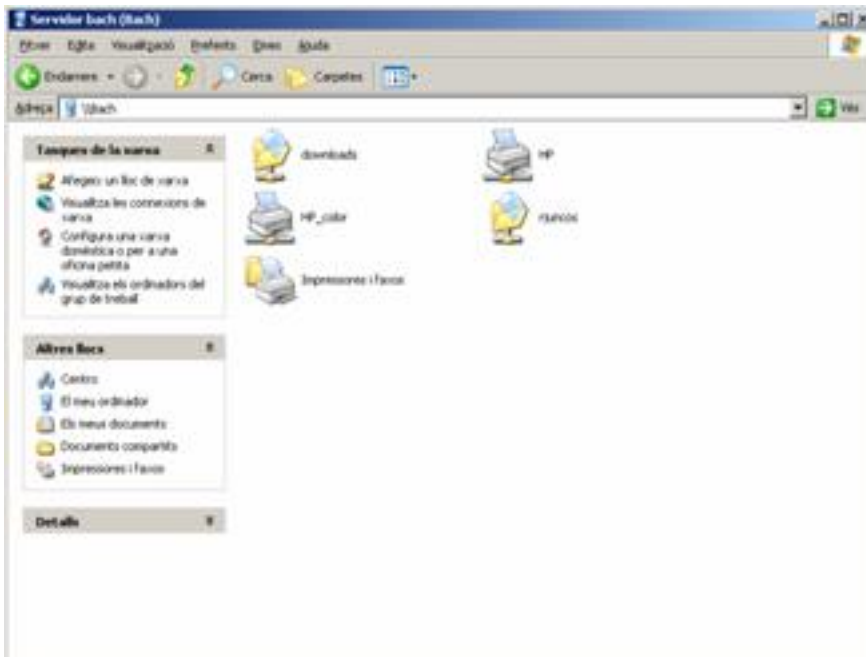 Servidor bach (Bach)
Fitxer Edita Visualització Preferits Eines Ajuda
Endarrere Cerca Carpetes
Adreça \\Bach Vés
Tasques de la xarxa
Afegeix un lloc de xarxa
Visualitza les connexions de xarxa
Configura una xarxa domèstica o per a una oficina petita
Visualitza els ordinadors del grup de treball
Altres llocs
Centro
El meu ordinador
Els meus documents
Documents compartits
Impressores i faxos
Detalls
downloads
HP
HP_color
rjuncos
Impressores i faxos